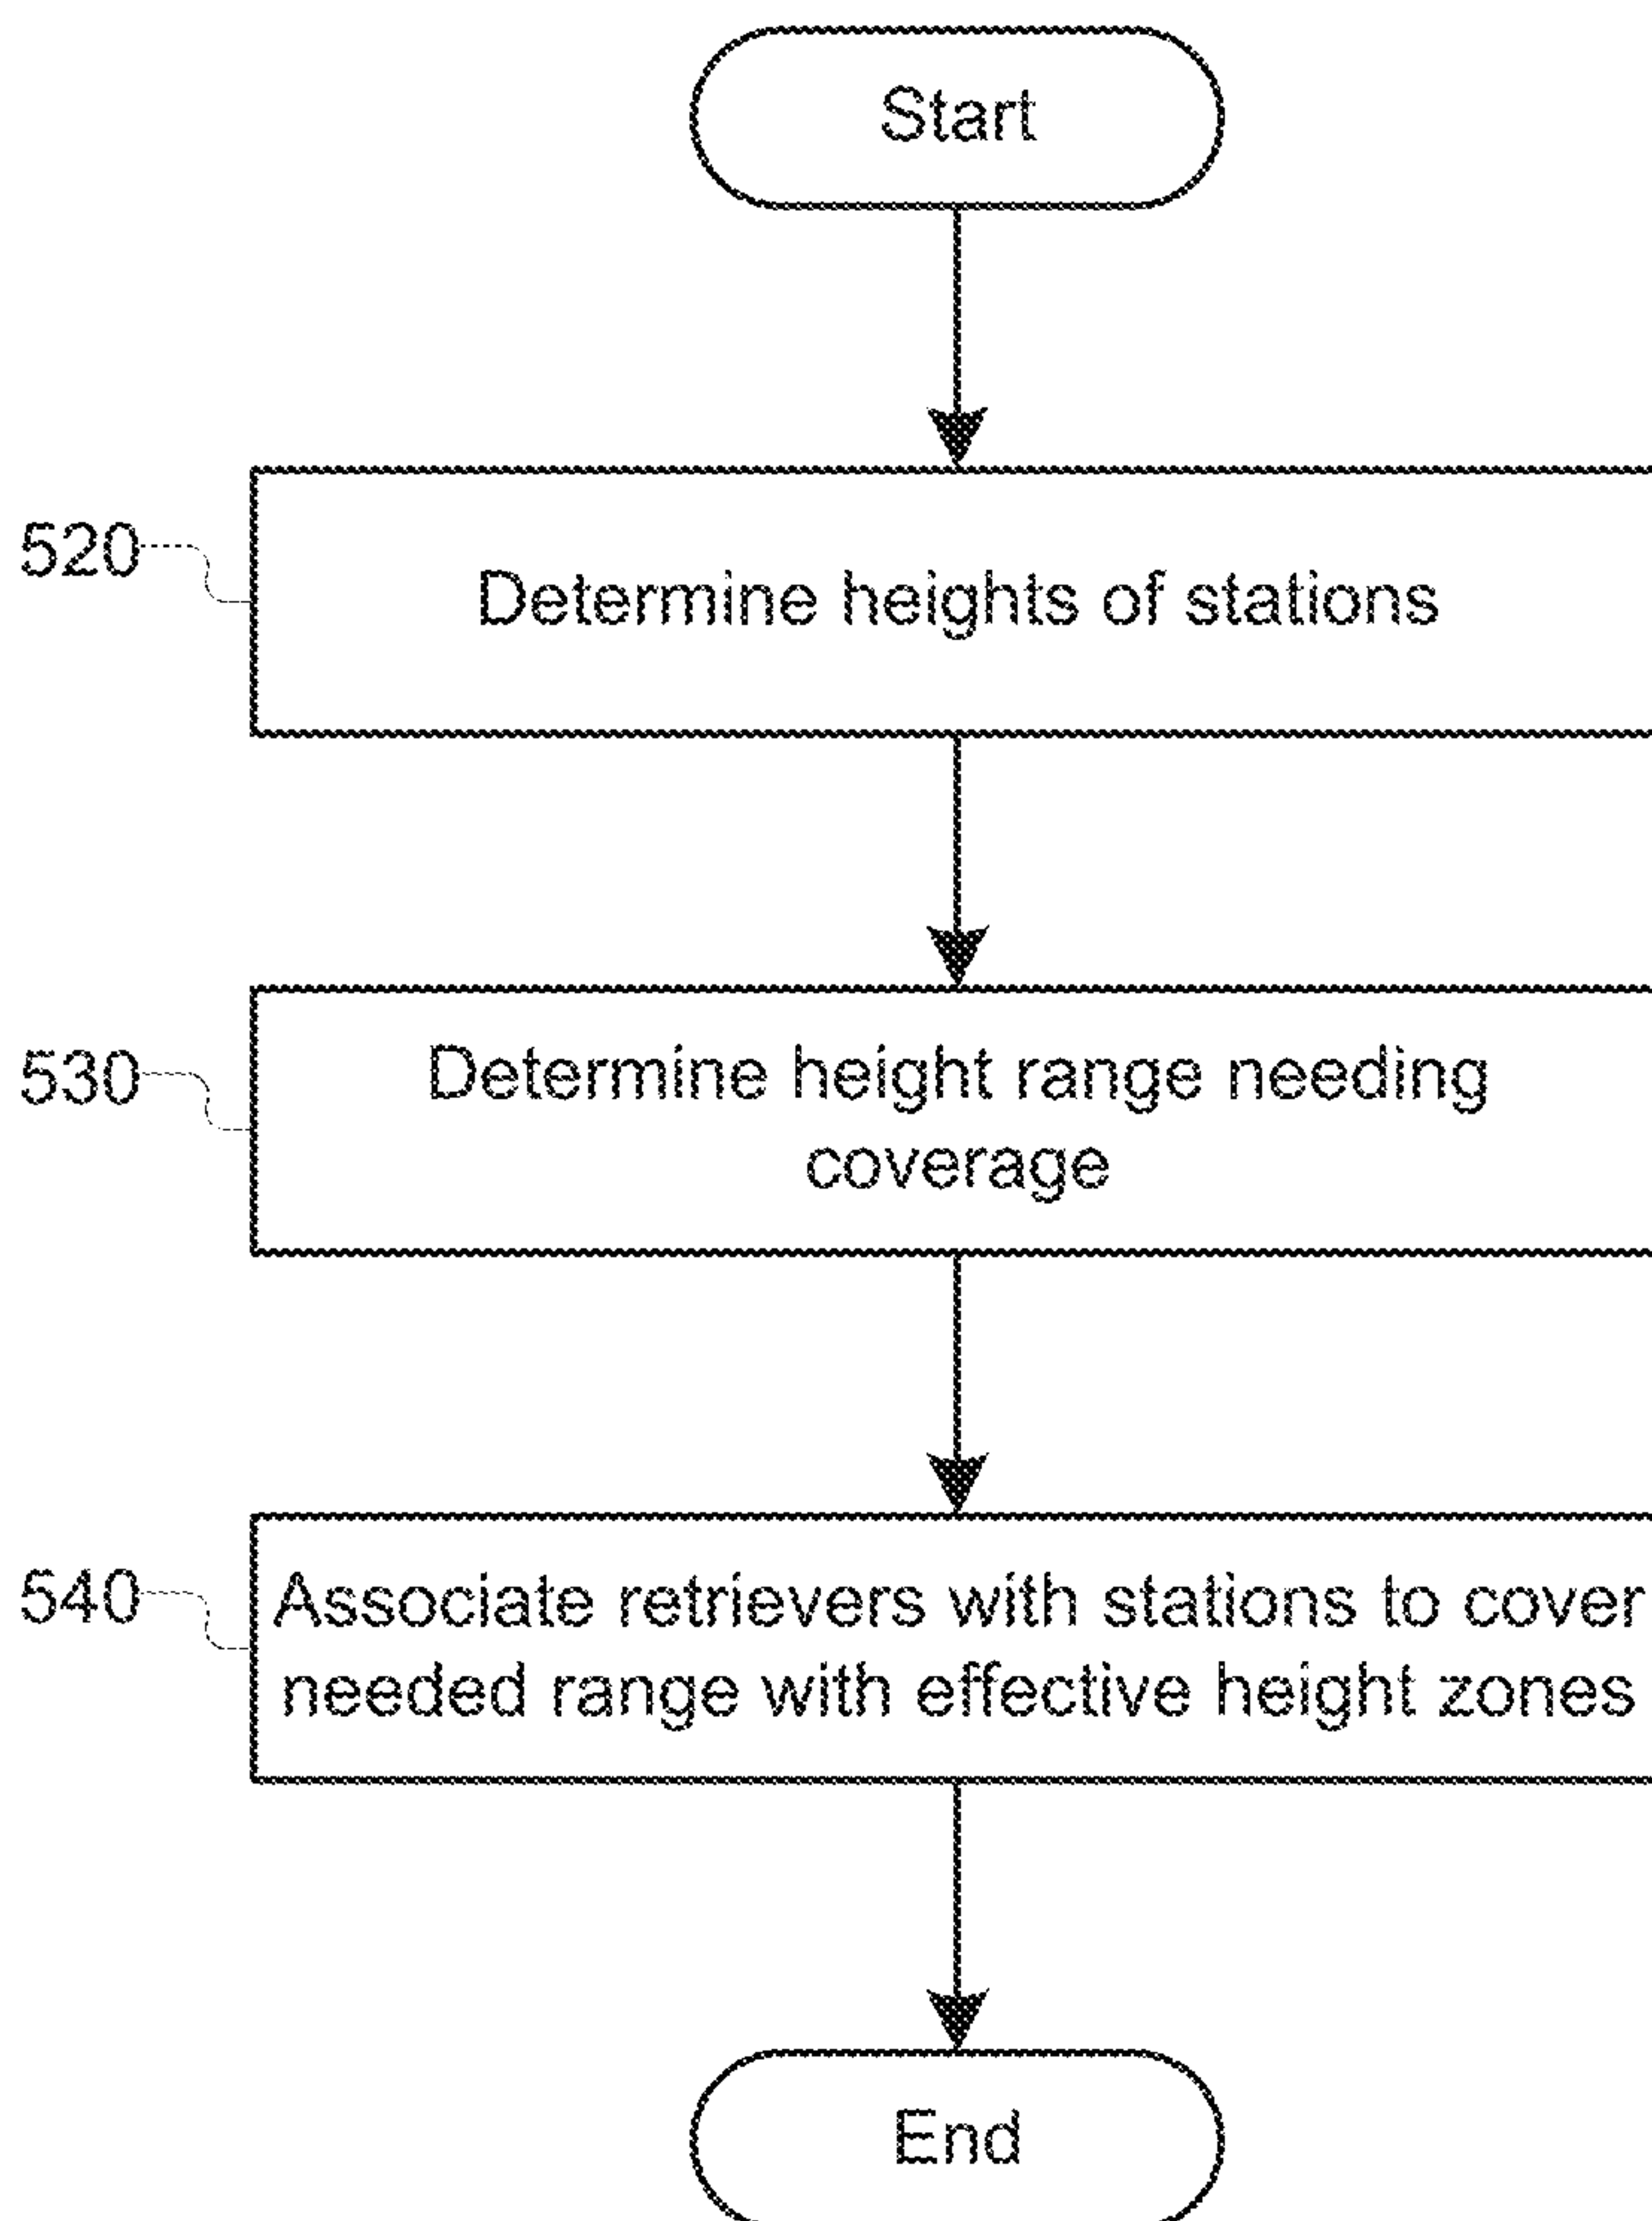 Start
520
Determine heights of stations
530
Determine height range needing
coverage
540
Associate retrievers with stations to cover
needed range with effective height zones
End